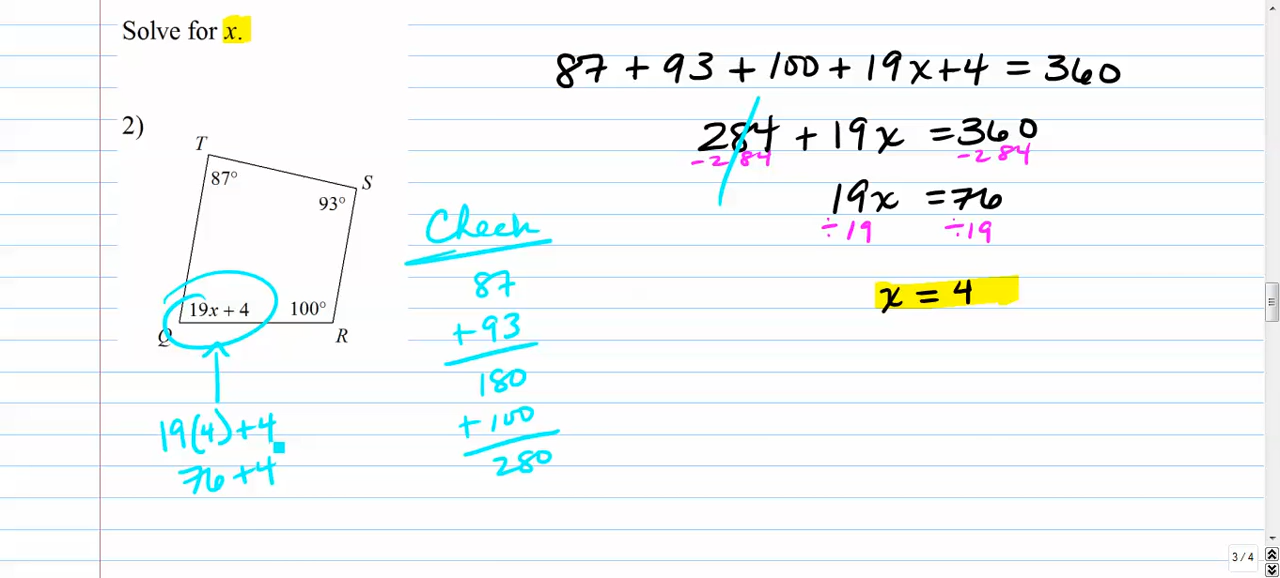 Solve for x.
2)
T
87°
S
93°
19x + 4
100°
Q
R
19(4)+4
76+4
Check
87
+93
180
+100
280
87 + 93 + 100 + 19x+4 = 360
284 + 19x = 360
-284 -284
19x = 76
÷19 ÷19
x = 4
3 / 4